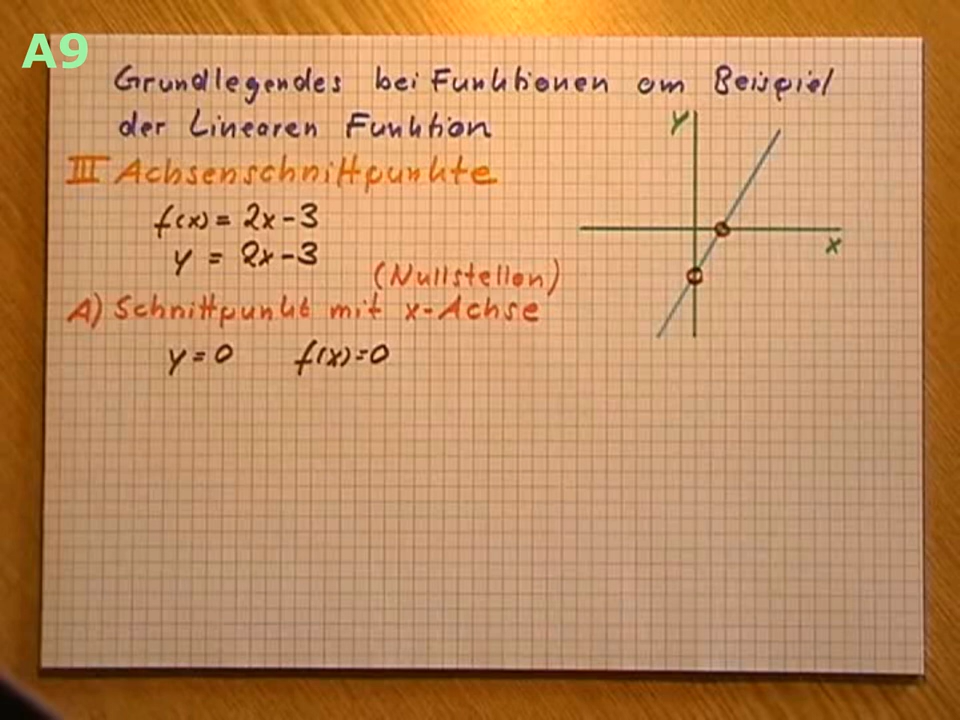 A9
Grundlegendes bei Funktionen am Beispiel
der Linearen Funktion
III Achsenschnittpunkte
f(x) = 2x - 3
y = 2x - 3
(Nullstellen)
A) Schnittpunkt mit x-Achse
y = 0 f(x) = 0
y
x